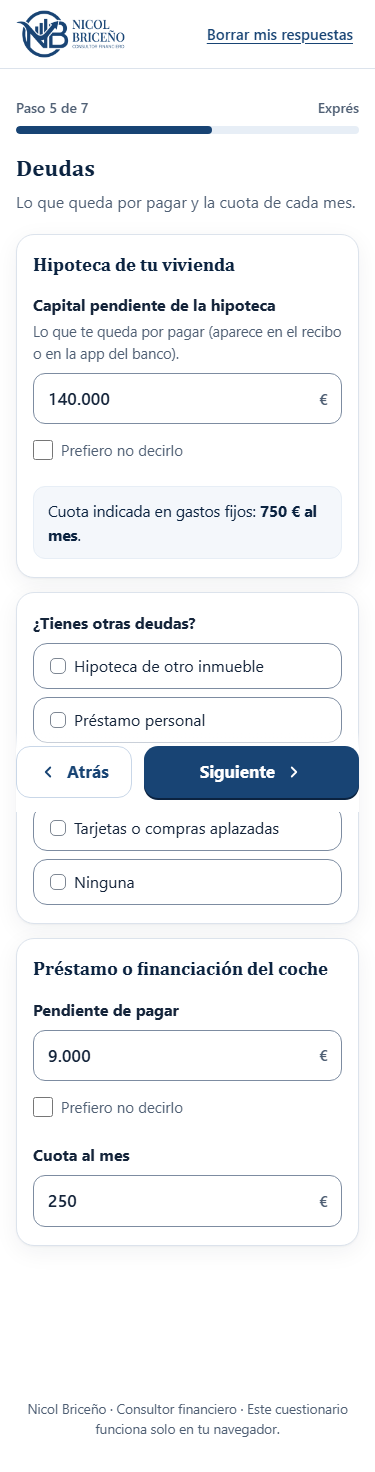 NICOL
BRICEÑO
CONSULTOR FINANCIERO
Borrar mis respuestas
Paso 5 de 7
Exprés
Deudas
Lo que queda por pagar y la cuota de cada mes.
Hipoteca de tu vivienda
Capital pendiente de la hipoteca
Lo que te queda por pagar (aparece en el recibo
o en la app del banco).
140.000 €
Prefiero no decirlo
Cuota indicada en gastos fijos: 750 € al
mes.
¿Tienes otras deudas?
Hipoteca de otro inmueble
Préstamo personal
Atrás
Siguiente
Tarjetas o compras aplazadas
Ninguna
Préstamo o financiación del coche
Pendiente de pagar
9.000 €
Prefiero no decirlo
Cuota al mes
250 €
Nicol Briceño · Consultor financiero · Este cuestionario
funciona solo en tu navegador.